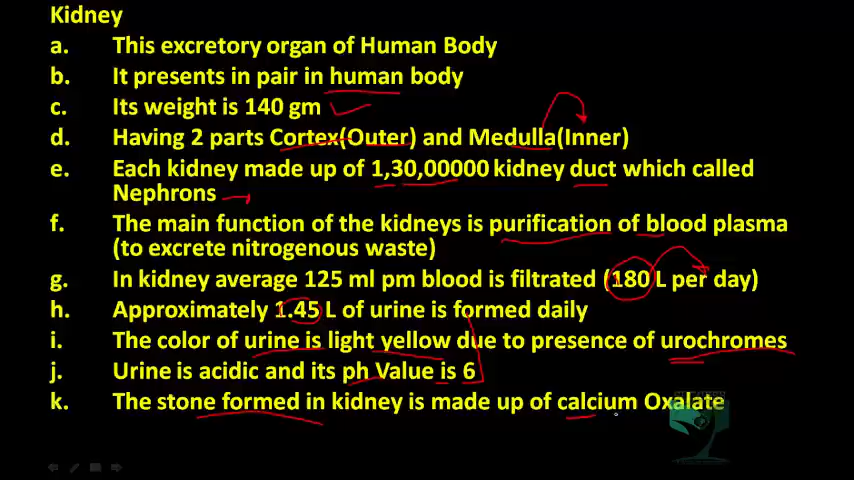 Kidney
a. This excretory organ of Human Body
b. It presents in pair in human body
c. Its weight is 140 gm
d. Having 2 parts Cortex(Outer) and Medulla(Inner)
e. Each kidney made up of 1,30,00000 kidney duct which called
Nephrons
f. The main function of the kidneys is purification of blood plasma
(to excrete nitrogenous waste)
g. In kidney average 125 ml pm blood is filtrated (180 L per day)
h. Approximately 1.45 L of urine is formed daily
i. The color of urine is light yellow due to presence of urochromes
j. Urine is acidic and its ph Value is 6
k. The stone formed in kidney is made up of calcium Oxalate